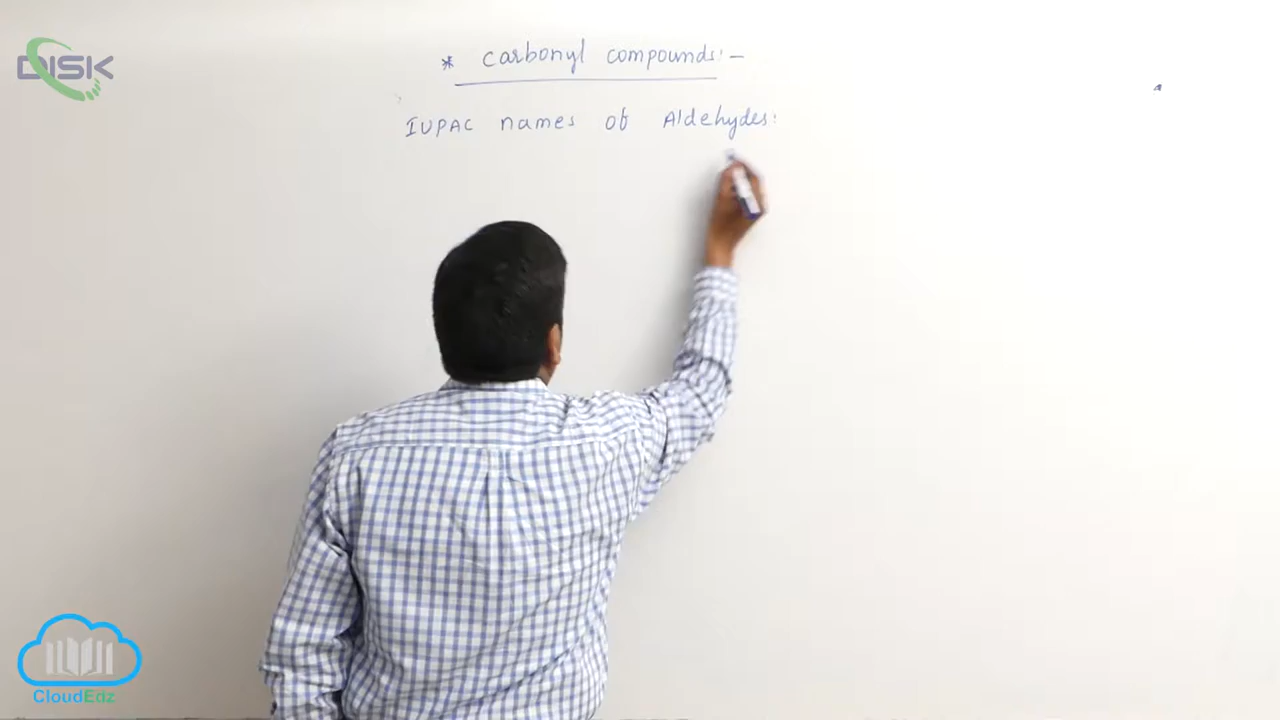 DISK
* Carbonyl compounds:-
IUPAC names of Aldehydes:
CloudEdz